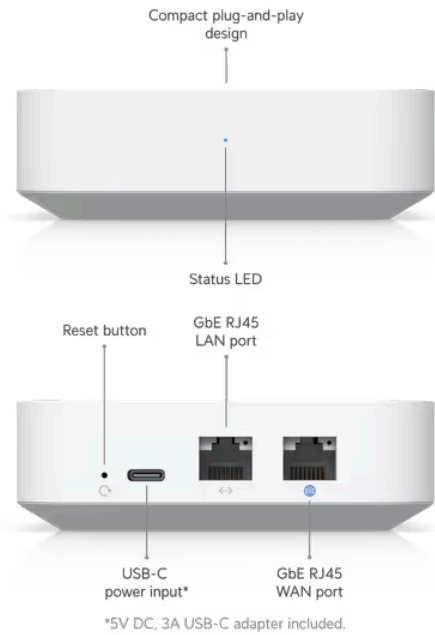 Compact plug-and-play
design
Status LED
Reset button
GbE RJ45
LAN port
USB-C
power input*
GbE RJ45
WAN port
*5V DC, 3A USB-C adapter included.